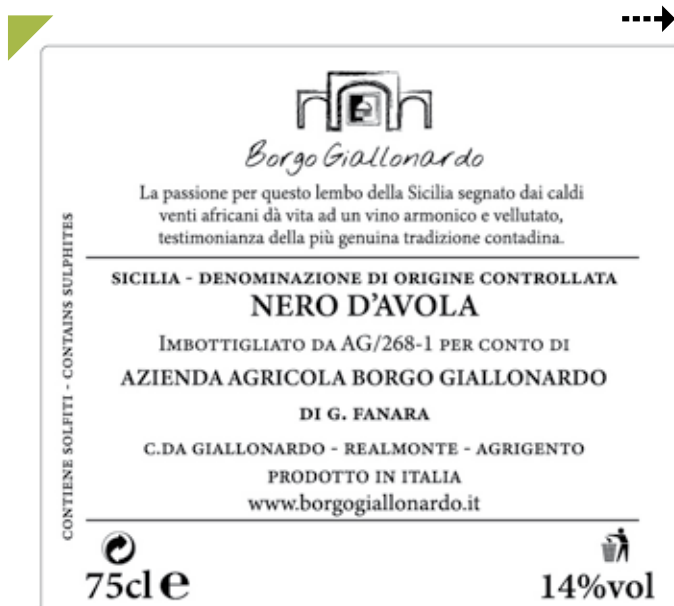 Borgo Giallonardo
La passione per questo lembo della Sicilia segnato dai caldi
venti africani dà vita ad un vino armonico e vellutato,
testimonianza della più genuina tradizione contadina.
SICILIA - DENOMINAZIONE DI ORIGINE CONTROLLATA
NERO D'AVOLA
IMBOTTIGLIATO DA AG/268-1 PER CONTO DI
AZIENDA AGRICOLA BORGO GIALLONARDO
DI G. FANARA
C.DA GIALLONARDO - REALMONTE - AGRIGENTO
PRODOTTO IN ITALIA
www.borgogiallonardo.it
CONTIENE SOLFITI - CONTAINS SULPHITES
75cl e
14%vol